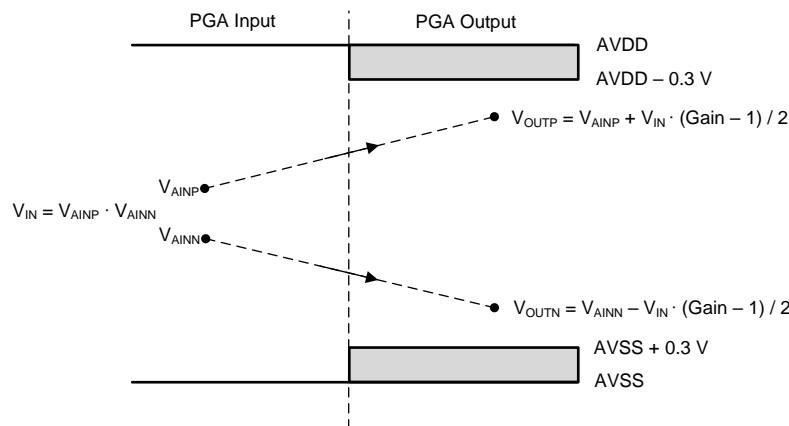 PGA Input
PGA Output
AVDD
AVDD – 0.3 V
V_OUTP = V_AINP + V_IN · (Gain – 1) / 2
V_AINP
V_IN = V_AINP · V_AINN
V_AINN
V_OUTN = V_AINN – V_IN · (Gain – 1) / 2
AVSS + 0.3 V
AVSS